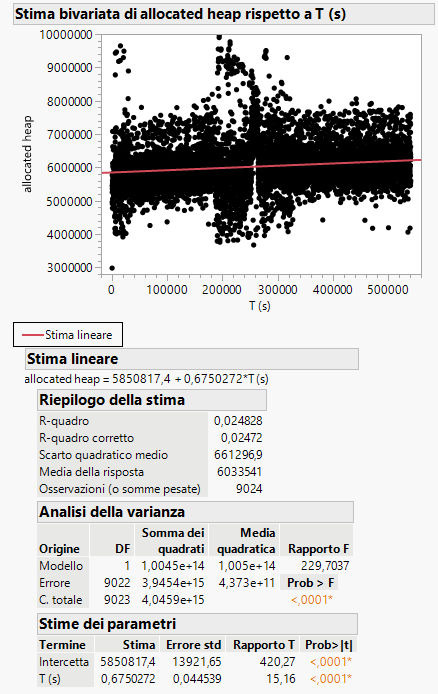 Stima bivariata di allocated heap rispetto a T (s)
10000000
9000000
8000000
7000000
6000000
5000000
4000000
3000000
allocated heap
0 100000 200000 300000 400000 500000
T (s)
Stima lineare
Stima lineare
allocated heap = 5850817,4 + 0,6750272*T (s)
Riepilogo della stima
R-quadro 0,024828
R-quadro corretto 0,02472
Scarto quadratico medio 661296,9
Media della risposta 6033541
Osservazioni (o somme pesate) 9024
Analisi della varianza
Origine DF Somma dei quadrati Media quadratica Rapporto F
Modello 1 1,0045e+14 1,005e+14 229,7037
Errore 9022 3,9454e+15 4,373e+11 Prob > F
C. totale 9023 4,0459e+15 <,0001*
Stime dei parametri
Termine Stima Errore std Rapporto T Prob>|t|
Intercetta 5850817,4 13921,65 420,27 <,0001*
T (s) 0,6750272 0,044539 15,16 <,0001*